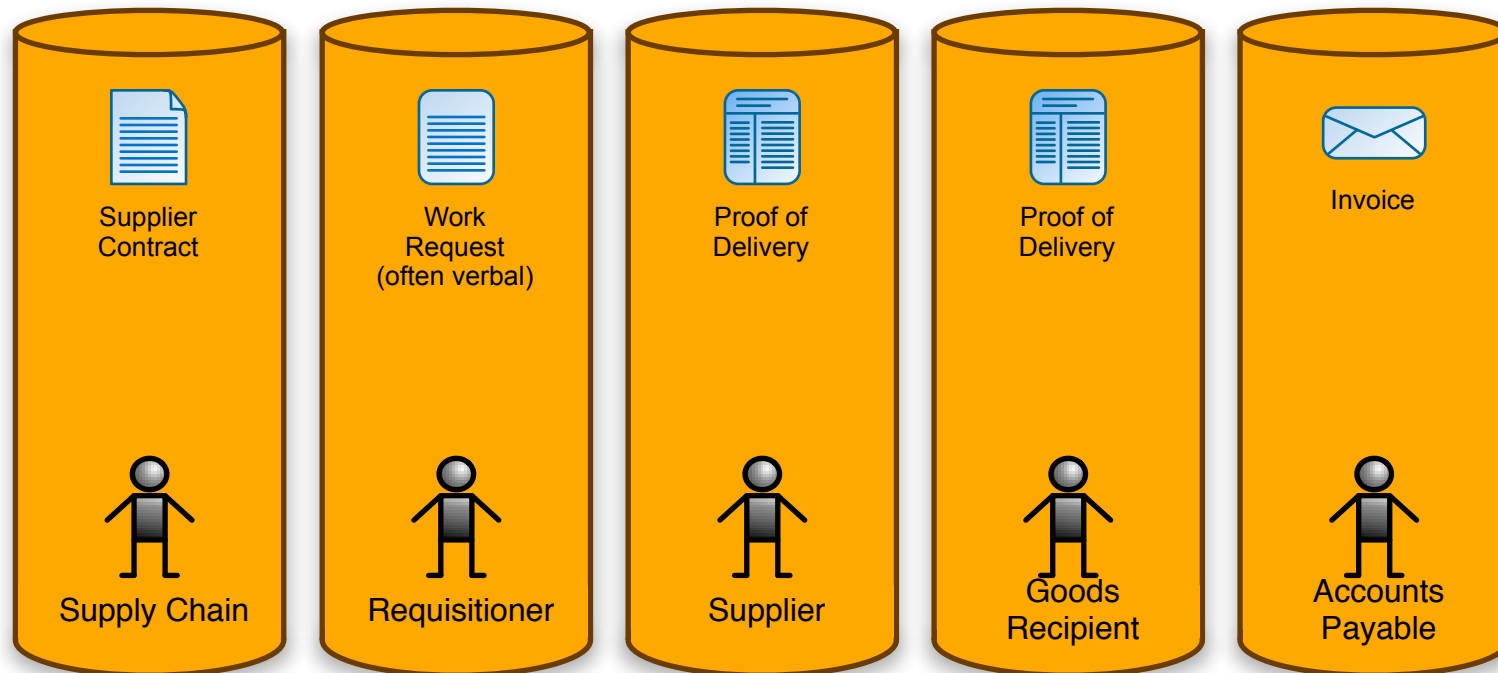 Supplier
Contract
Work
Request
(often verbal)
Proof of
Delivery
Proof of
Delivery
Invoice
Supply Chain
Requisitioner
Supplier
Goods
Recipient
Accounts
Payable